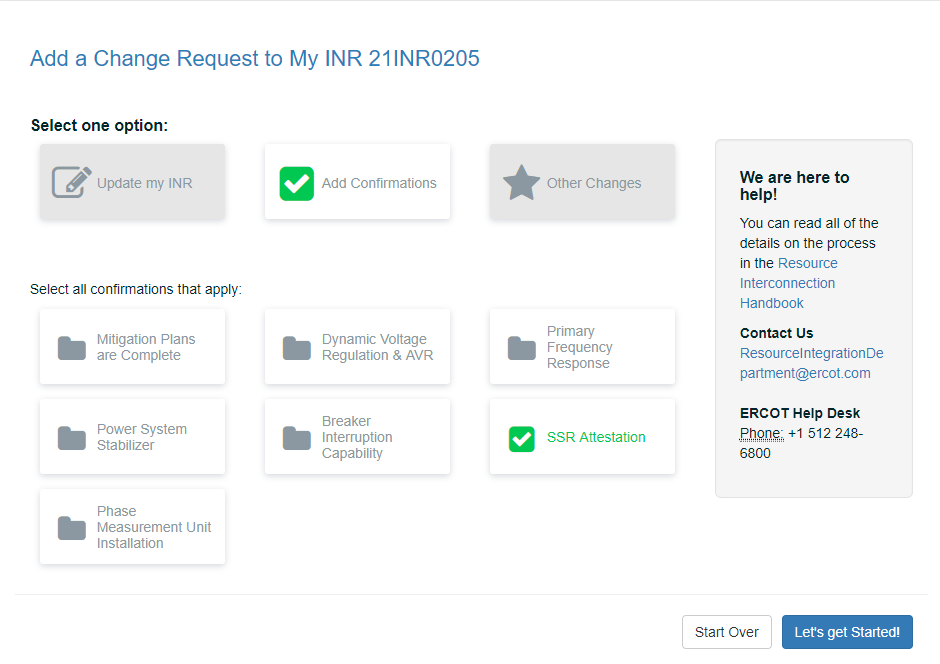 Add a Change Request to My INR 21INR0205
Select one option:
Update my INR
Add Confirmations
Other Changes
Select all confirmations that apply:
Mitigation Plans
are Complete
Dynamic Voltage
Regulation & AVR
Primary
Frequency
Response
Power System
Stabilizer
Breaker
Interruption
Capability
SSR Attestation
Phase
Measurement Unit
Installation
We are here to
help!
You can read all of the
details on the process
in the Resource
Interconnection
Handbook
Contact Us
ResourceIntegrationDe
partment@ercot.com
ERCOT Help Desk
Phone: +1 512 248-
6800
Start Over
Let's get Started!